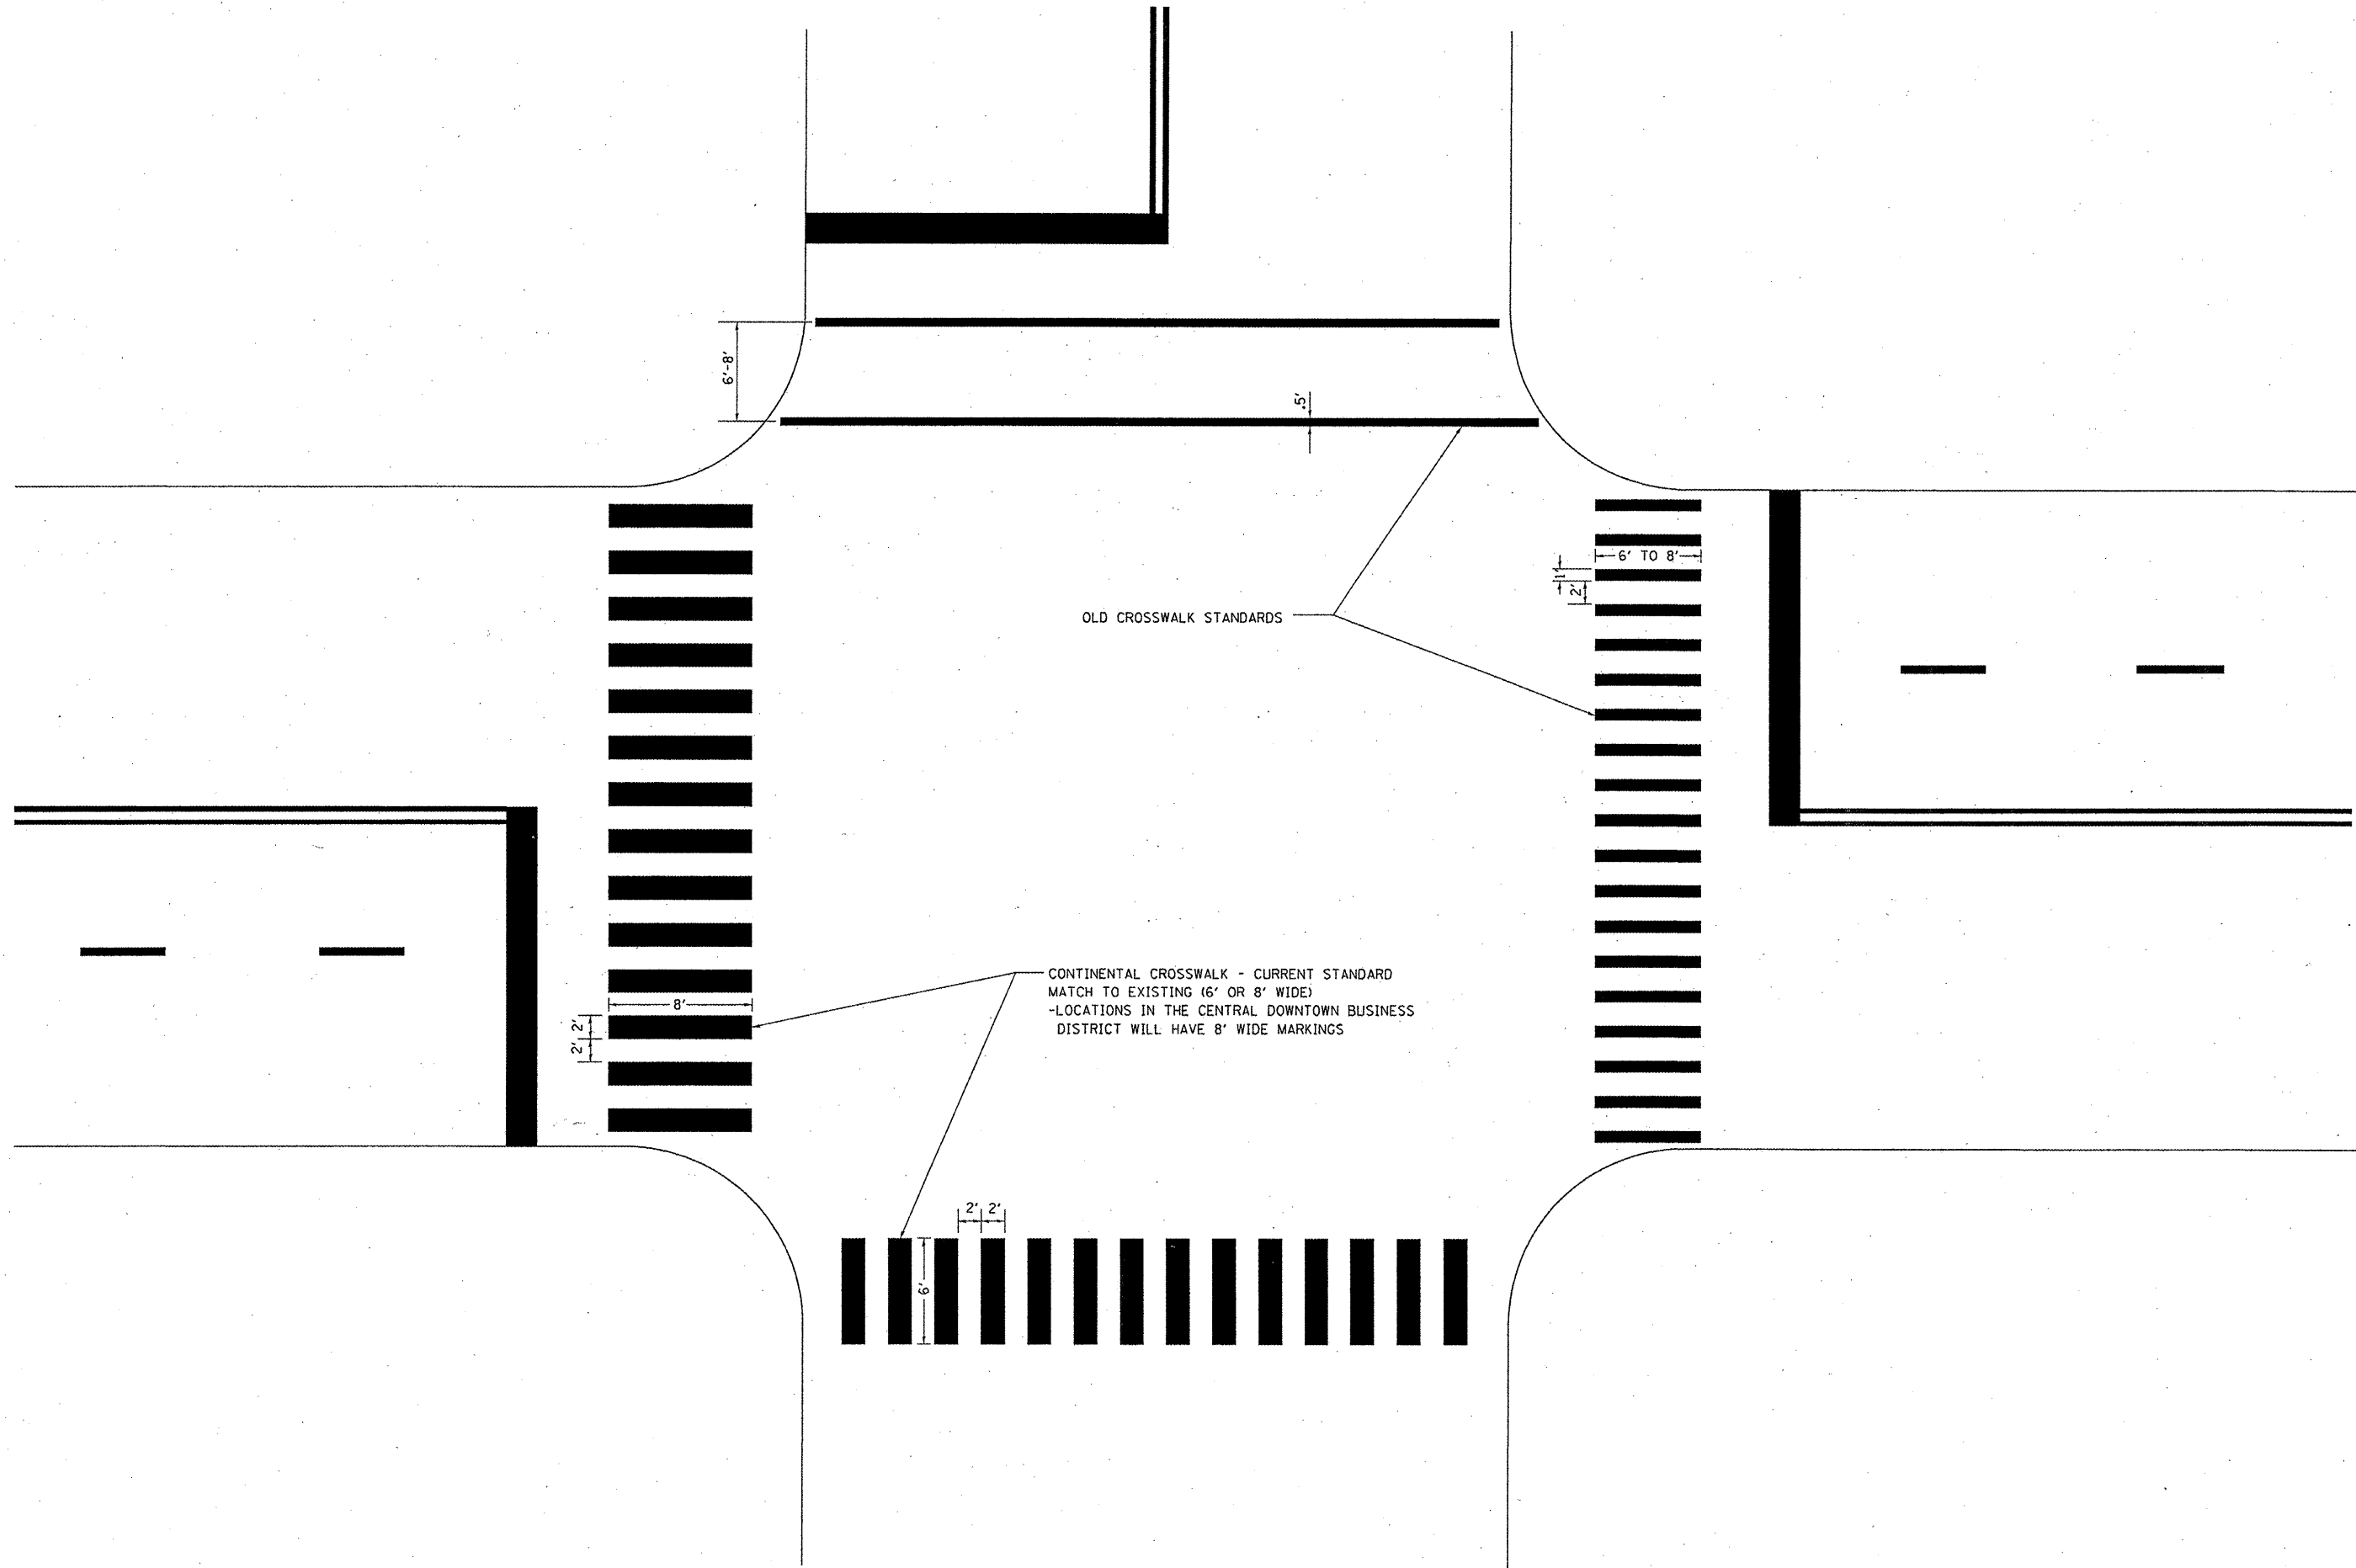 6'-8'
.5'
6' TO 8'
1'
2'
OLD CROSSWALK STANDARDS
CONTINENTAL CROSSWALK - CURRENT STANDARD
MATCH TO EXISTING (6' OR 8' WIDE)
-LOCATIONS IN THE CENTRAL DOWNTOWN BUSINESS
DISTRICT WILL HAVE 8' WIDE MARKINGS
8'
2'
2'
2' 2'
6'